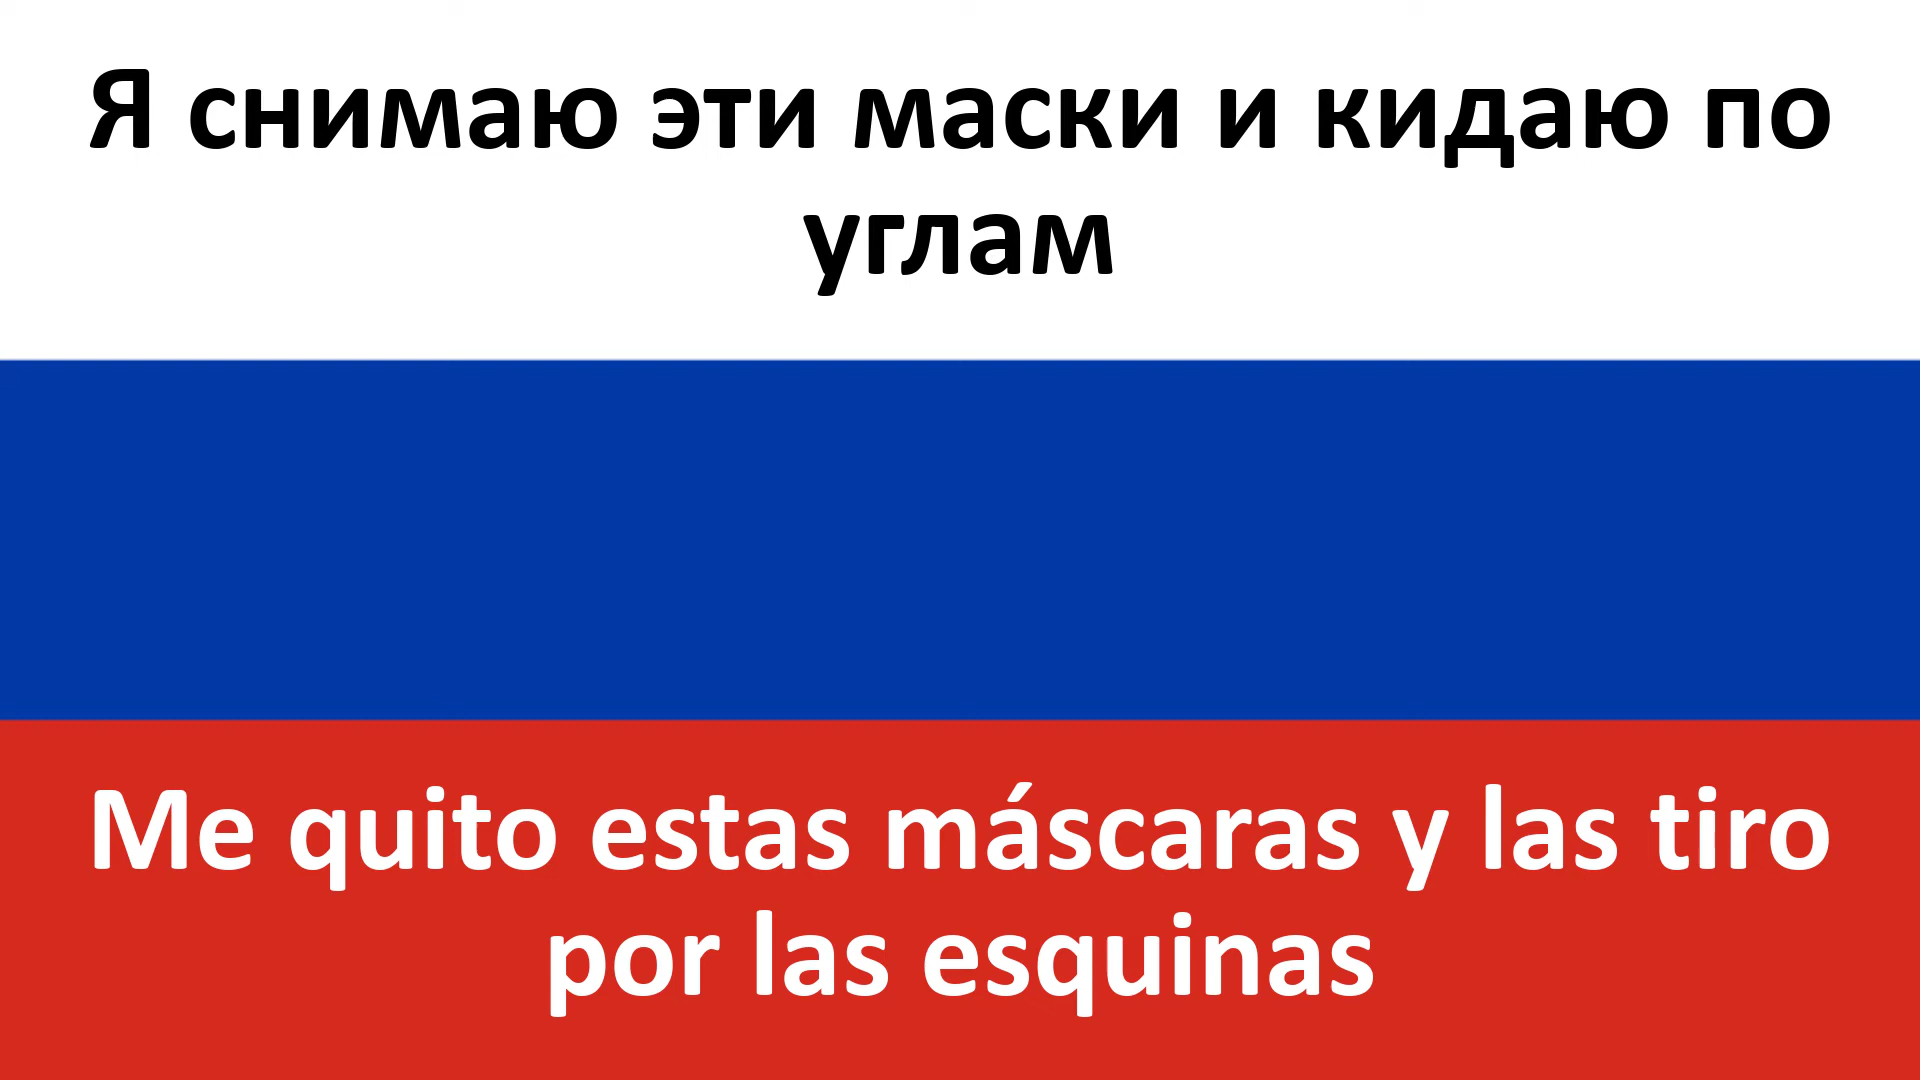 Я снимаю эти маски и кидаю по
углам
Me quito estas máscaras y las tiro
por las esquinas